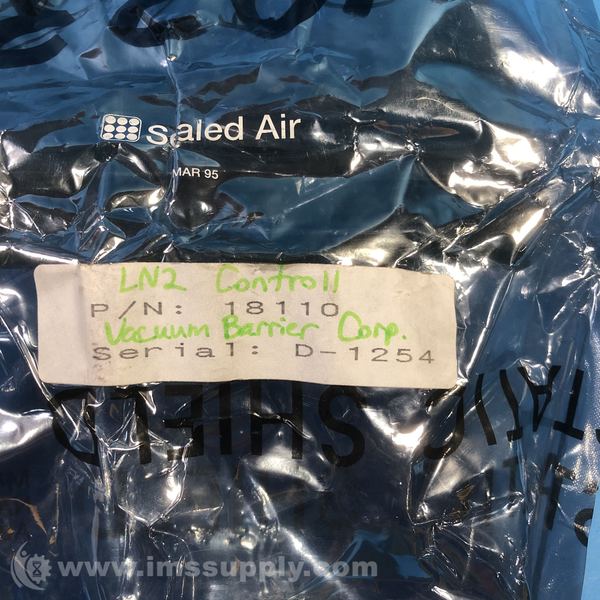 Sealed Air
MAR 95
LN2 Controll
P/N: 18110
Vacuum Barrier Corp.
Serial: D-1254
STATIC SHIELD
www.imssupply.com